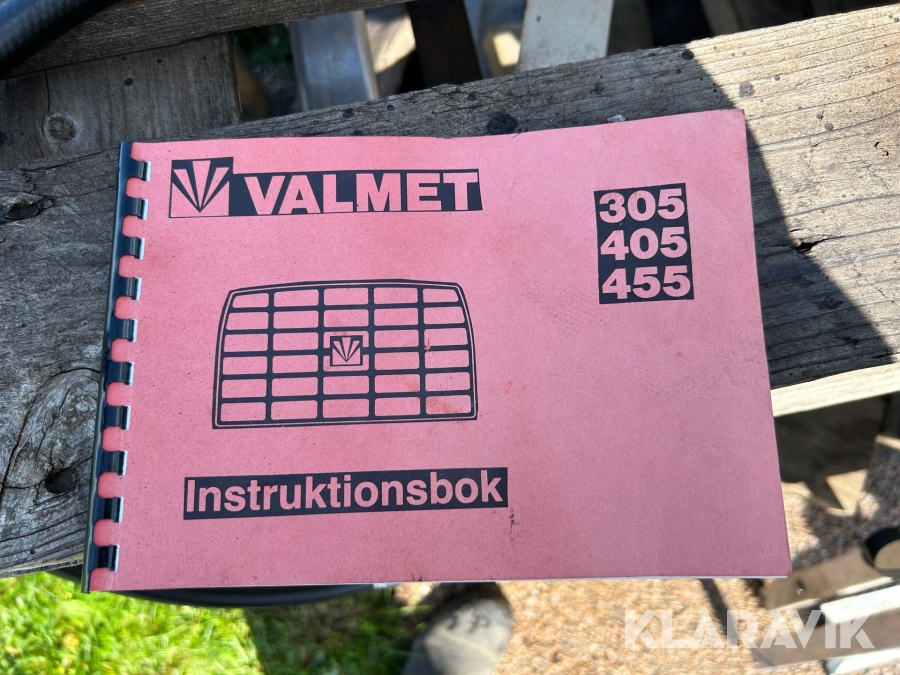 VALMET
305
405
455
Instruktionsbok
KLARAVIK